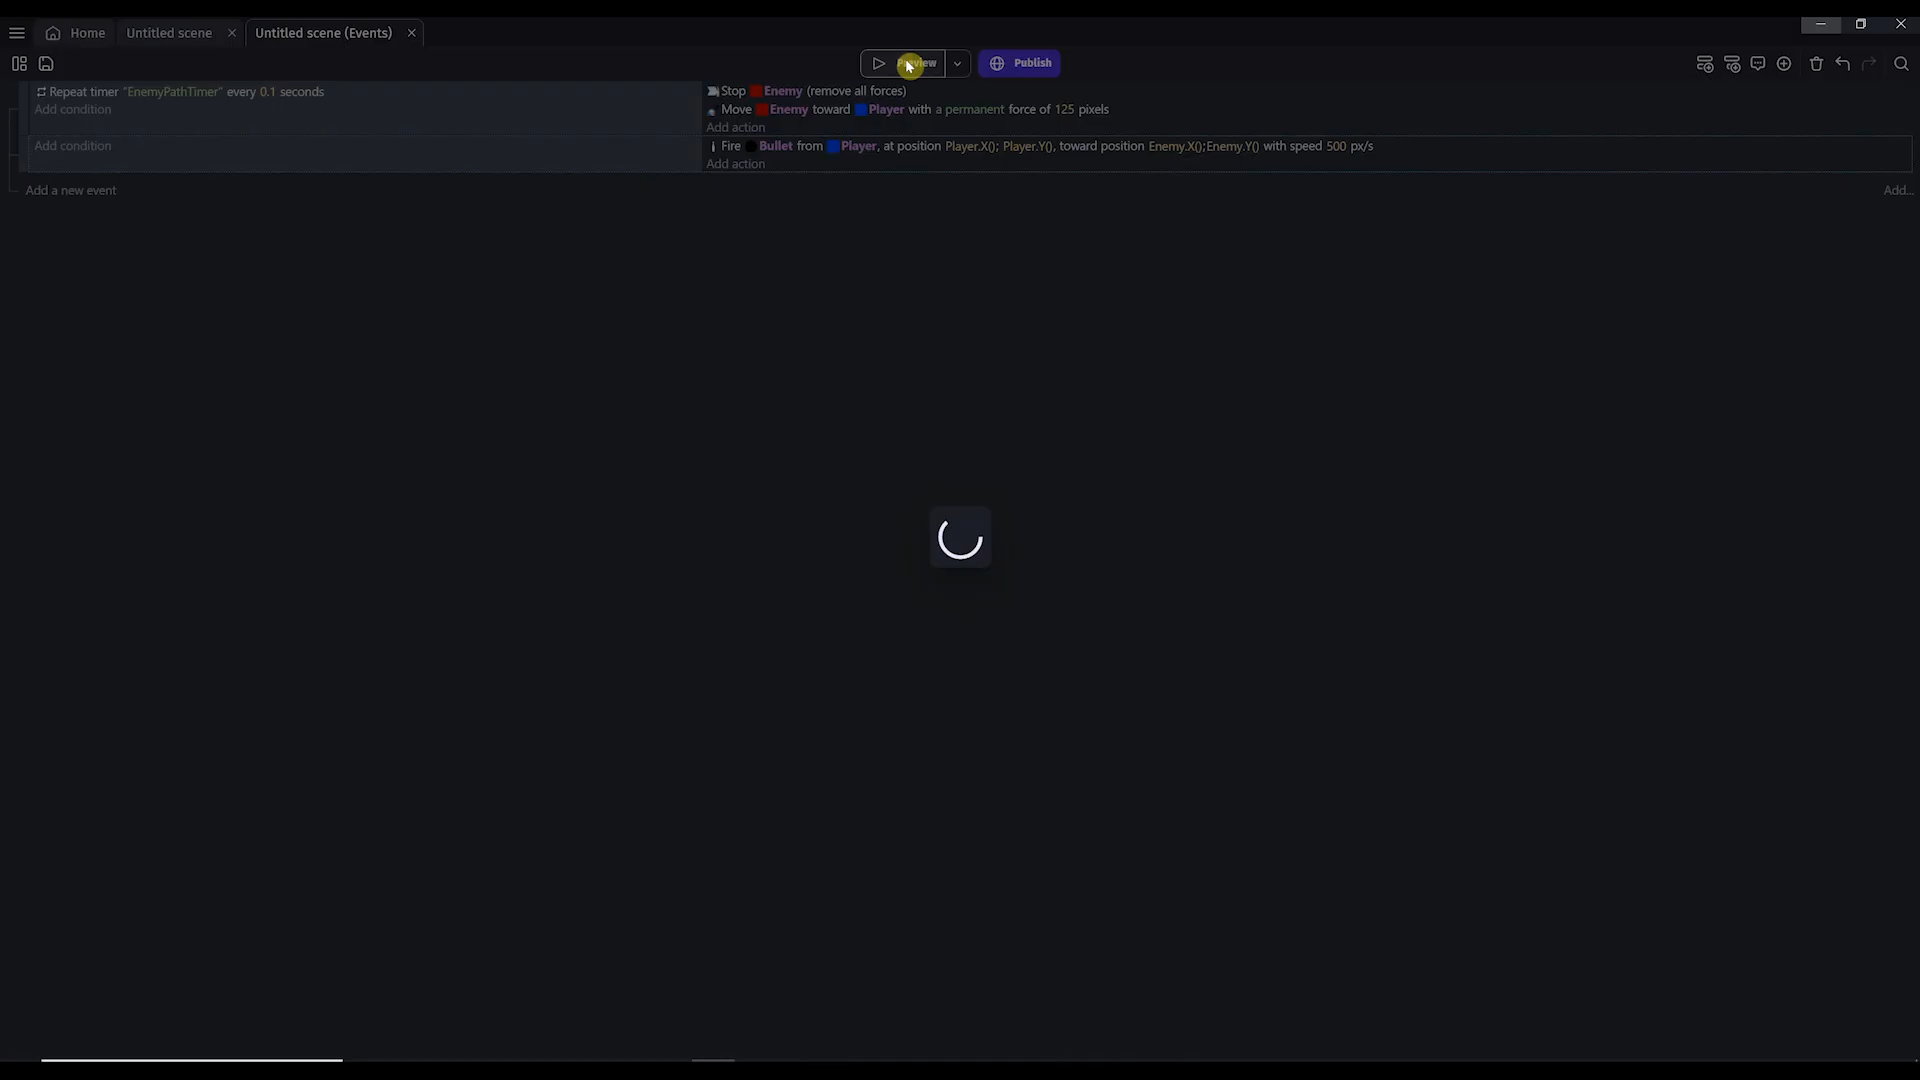 Home
Untitled scene
Untitled scene (Events)
Preview
Publish
Repeat timer "EnemyPathTimer" every 0.1 seconds
Add condition
Stop Enemy (remove all forces)
Move Enemy toward Player with a permanent force of 125 pixels
Add action
Add condition
Fire Bullet from Player, at position Player.X(); Player.Y(), toward position Enemy.X();Enemy.Y() with speed 500 px/s
Add action
Add a new event
Add...